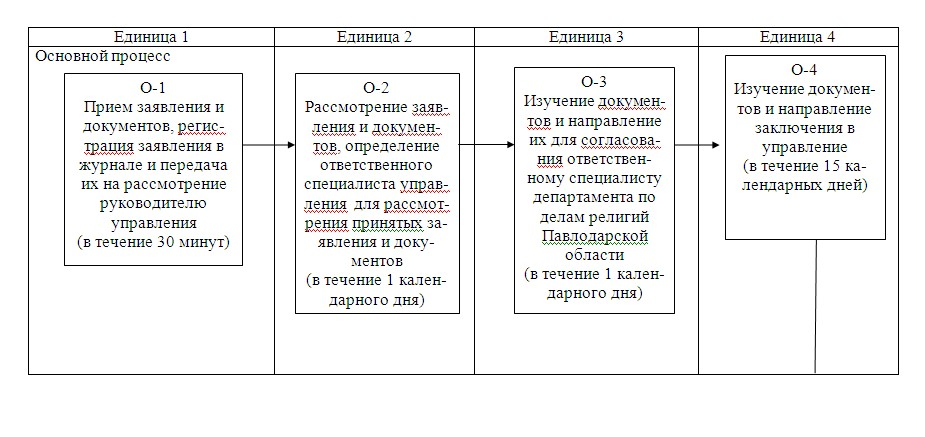 Единица 1
Единица 2
Единица 3
Единица 4
Основной процесс
О-1
Прием заявления и
документов, регис-
трация заявления в
журнале и передача
их на рассмотрение
руководителю
управления
(в течение 30 минут)
О-2
Рассмотрение заяв-
ления и докумен-
тов, определение
ответственного
специалиста управ-
ления для рассмот-
рения принятых за-
явления и доку-
ментов
(в течение 1 кален-
дарного дня)
О-3
Изучение докумен-
тов и направление
их для согласова-
ния ответствен-
ному специалисту
департамента по
делам религий
Павлодарской
области
(в течение 1 кален-
дарного дня)
О-4
Изучение докумен-
тов и направление
заключения в
управление
(в течение 15 ка-
лендарных дней)